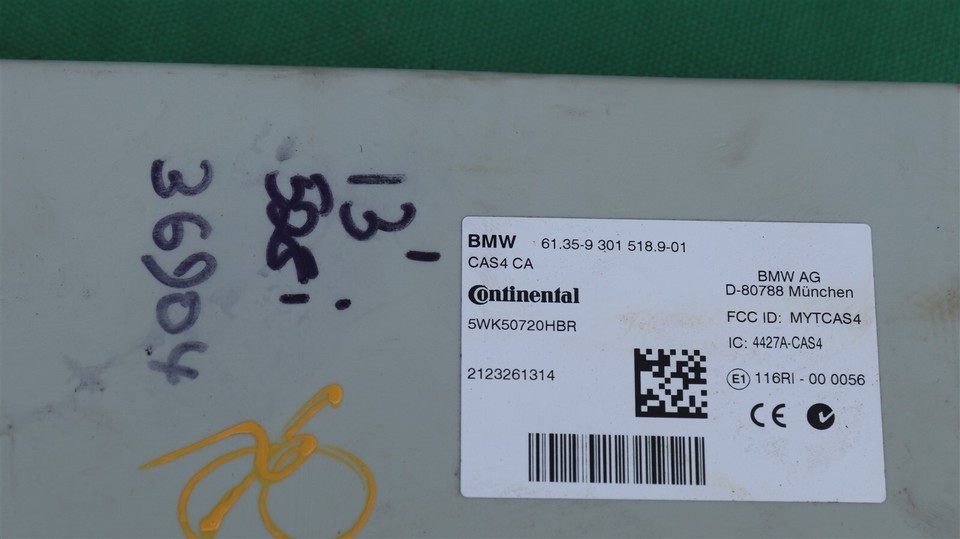 36904
13
BMW 61.35-9 301 518.9-01
CAS4 CA
Continental
5WK50720HBR
2123261314
BMW AG
D-80788 München
FCC ID: MYTCAS4
IC: 4427A-CAS4
E1 116RI - 00 0056
CE